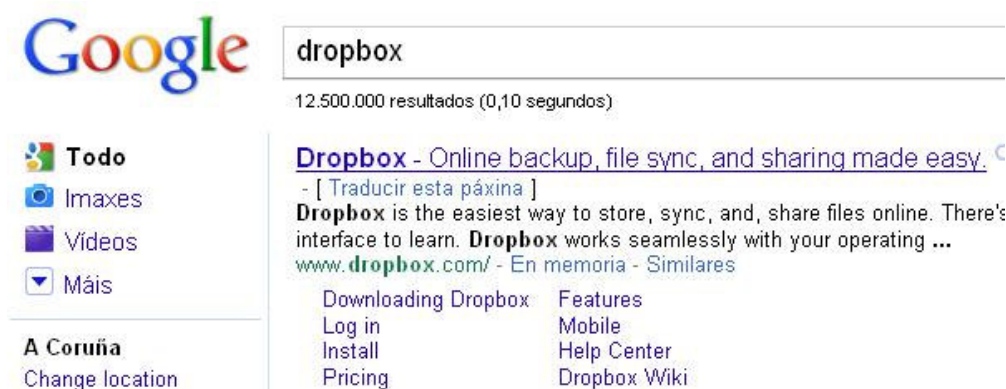 Google
dropbox
12.500.000 resultados (0,10 segundos)
Todo
Imaxes
Vídeos
Máis
A Coruña
Change location
Dropbox - Online backup, file sync, and sharing made easy.
- [ Traducir esta páxina ]
Dropbox is the easiest way to store, sync, and, share files online. There's
interface to learn. Dropbox works seamlessly with your operating ...
www.dropbox.com/ - En memoria - Similares
Downloading Dropbox Features
Log in Mobile
Install Help Center
Pricing Dropbox Wiki